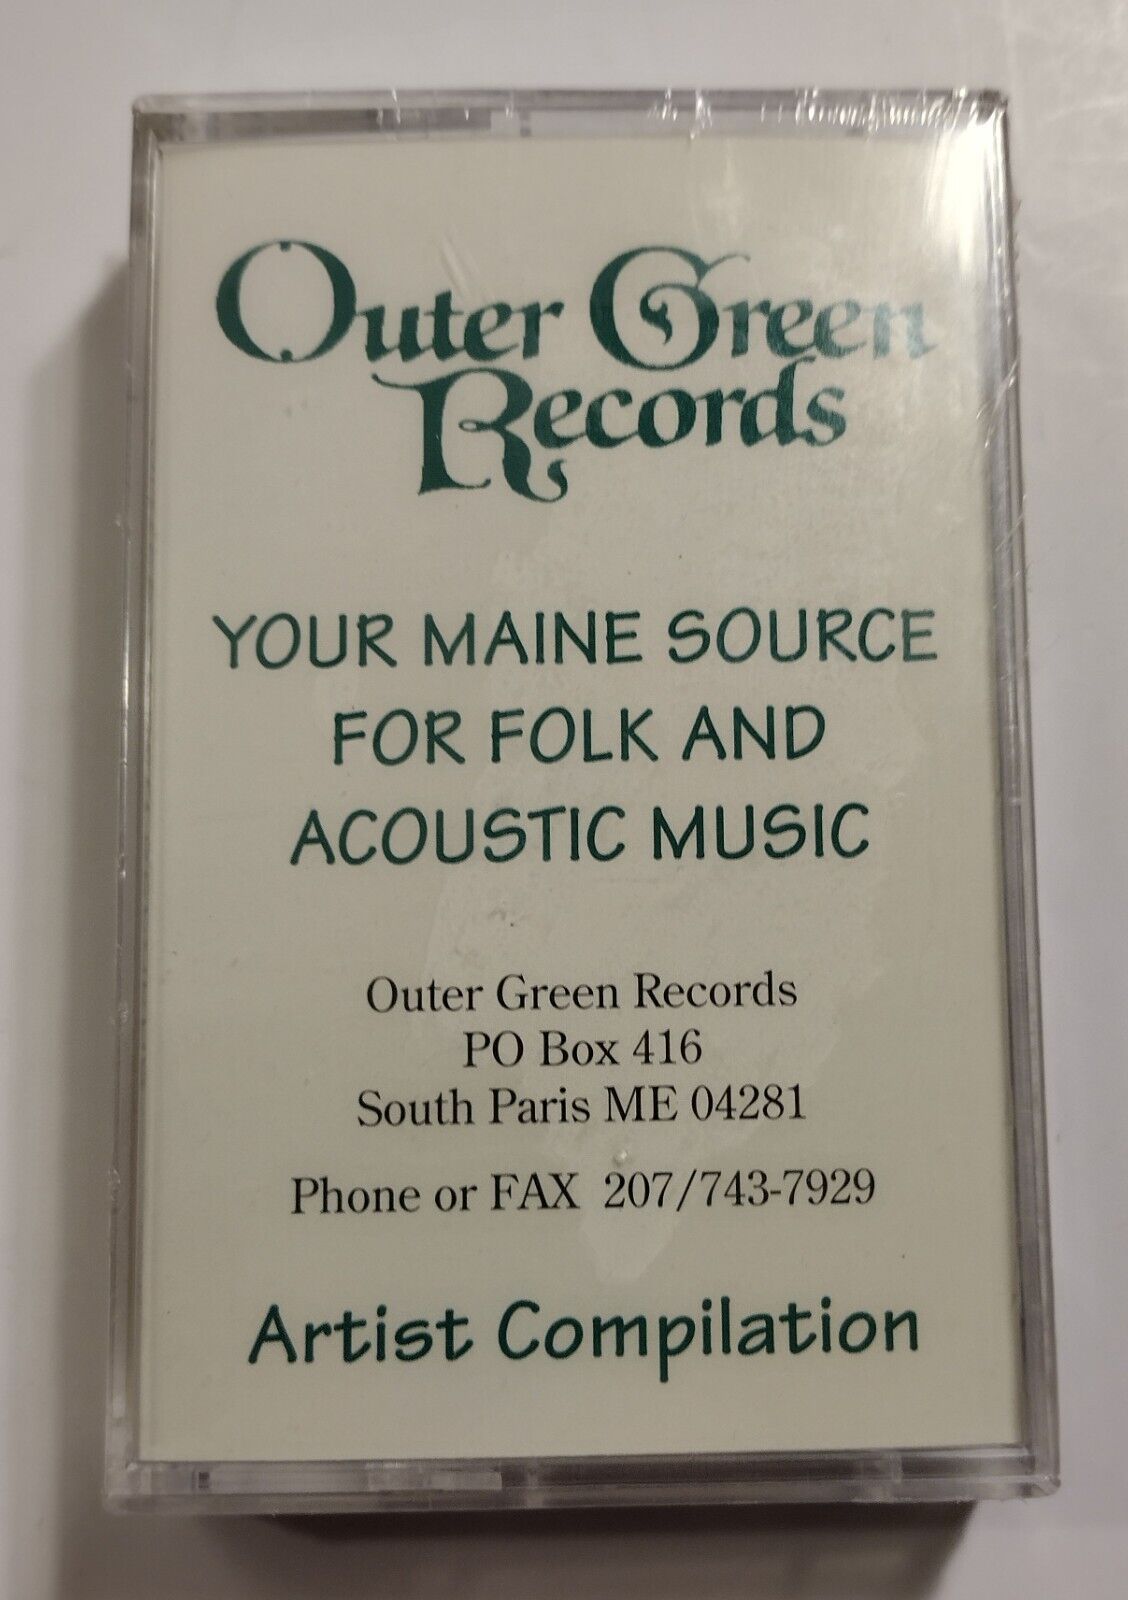 Outer Green
Records
YOUR MAINE SOURCE
FOR FOLK AND
ACOUSTIC MUSIC
Outer Green Records
PO Box 416
South Paris ME 04281
Phone or FAX 207/743-7929
Artist Compilation